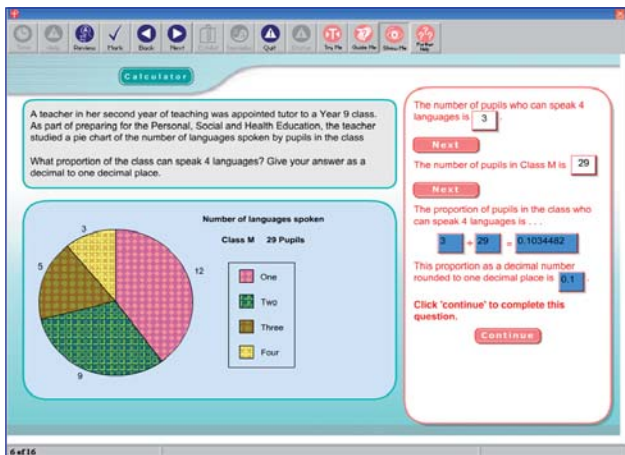 Time Help Review Mark Back Next Exhibit Quit Try Me Guide Me Show Me Further Help
Calculator
A teacher in her second year of teaching was appointed tutor to a Year 9 class.
As part of preparing for the Personal, Social and Health Education, the teacher
studied a pie chart of the number of languages spoken by pupils in the class
What proportion of the class can speak 4 languages? Give your answer as a
decimal to one decimal place.
Number of languages spoken
Class M 29 Pupils
3
5
12
9
One
Two
Three
Four
The number of pupils who can speak 4
languages is 3 .
Next
The number of pupils in Class M is 29
Next
The proportion of pupils in the class who
can speak 4 languages is . . .
3 ÷ 29 = 0.1034482
This proportion as a decimal number
rounded to one decimal place is 0.1 .
Click 'continue' to complete this
question.
Continue
6 of 16